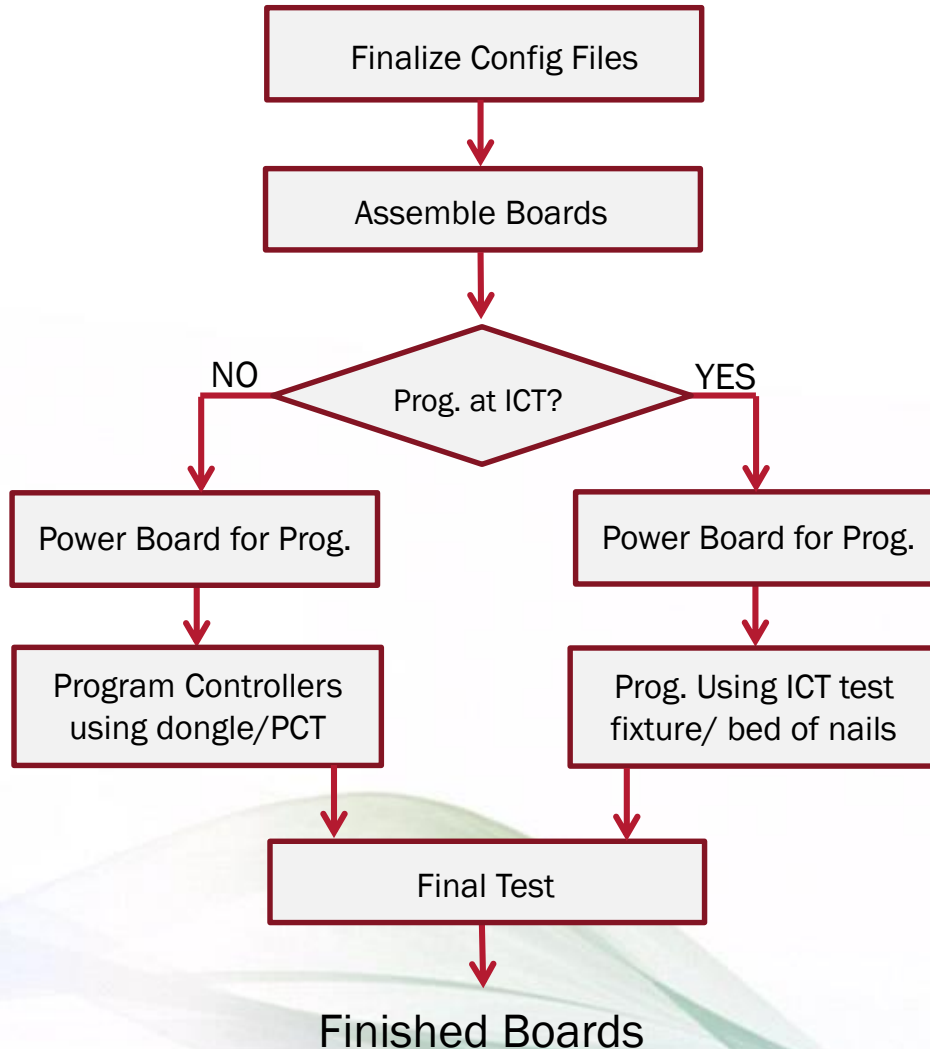 Finalize Config Files
Assemble Boards
Prog. at ICT?
NO
YES
Power Board for Prog.
Power Board for Prog.
Program Controllers
using dongle/PCT
Prog. Using ICT test
fixture/ bed of nails
Final Test
Finished Boards